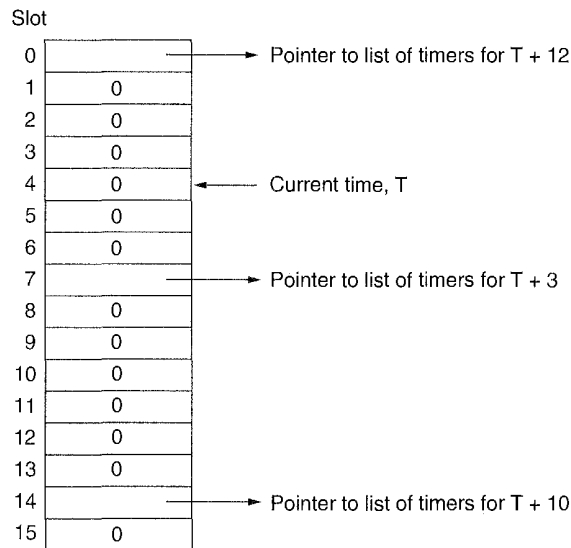 Slot
0 Pointer to list of timers for T + 12
1 0
2 0
3 0
4 0 Current time, T
5 0
6 0
7 Pointer to list of timers for T + 3
8 0
9 0
10 0
11 0
12 0
13 0
14 Pointer to list of timers for T + 10
15 0